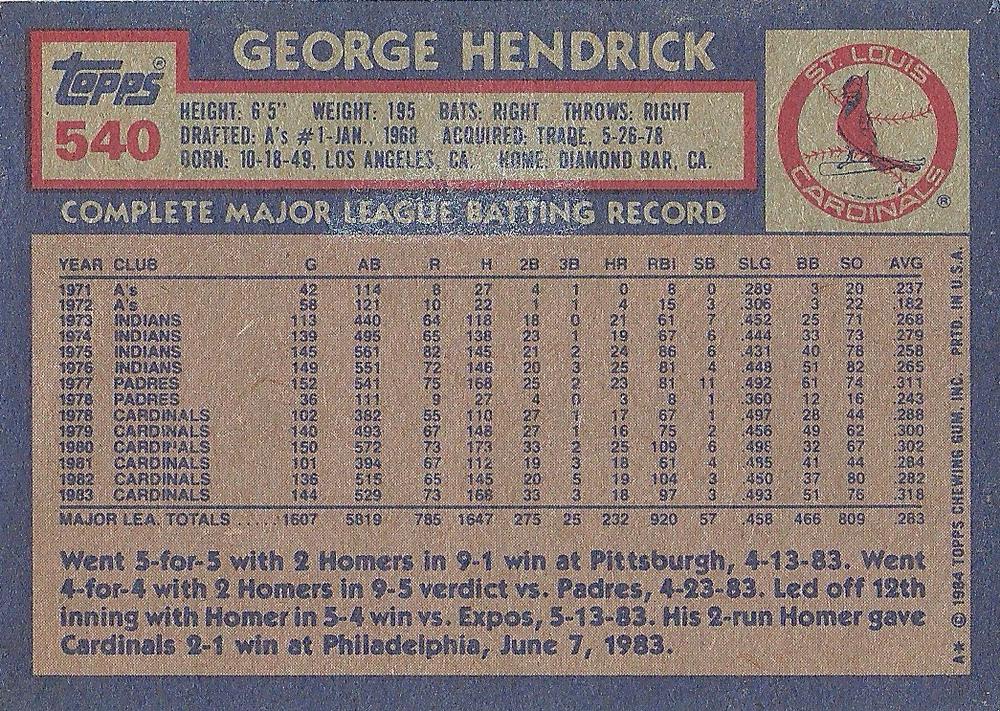 GEORGE HENDRICK
Topps®
540
HEIGHT: 6'5" WEIGHT: 195 BATS: RIGHT THROWS: RIGHT
DRAFTED: A's #1-JAN., 1968 ACQUIRED: TRADE, 5-26-78
BORN: 10-18-49, LOS ANGELES, CA. HOME: DIAMOND BAR, CA.
ST. LOUIS
CARDINALS ®
COMPLETE MAJOR LEAGUE BATTING RECORD
YEAR CLUB G AB R H 2B 3B HR RBI SB SLG BB SO AVG
1971 A's 42 114 8 27 4 1 0 8 0 .289 3 20 .237
1972 A's 58 121 10 22 1 1 4 15 3 .306 3 22 .182
1973 INDIANS 113 440 64 118 18 0 21 61 7 .452 25 71 .268
1974 INDIANS 139 495 65 138 23 1 19 67 6 .444 33 73 .279
1975 INDIANS 145 561 82 145 21 2 24 86 6 .431 40 78 .258
1976 INDIANS 149 551 72 146 20 3 25 81 4 .448 51 82 .265
1977 PADRES 152 541 75 168 25 2 23 81 11 .492 61 74 .311
1978 PADRES 36 111 9 27 4 0 3 8 1 .360 12 16 .243
1978 CARDINALS 102 382 55 110 27 1 17 67 1 .497 28 44 .288
1979 CARDINALS 140 493 67 148 27 1 16 75 2 .456 49 62 .300
1980 CARDINALS 150 572 73 173 33 2 25 109 6 .498 32 67 .302
1981 CARDINALS 101 394 67 112 19 3 18 61 4 .485 41 44 .284
1982 CARDINALS 136 515 65 145 20 5 19 104 3 .450 37 80 .282
1983 CARDINALS 144 529 73 168 33 3 18 97 3 .493 51 76 .318
MAJOR LEA. TOTALS ...... 1607 5819 785 1647 275 25 232 920 57 .458 466 809 .283
Went 5-for-5 with 2 Homers in 9-1 win at Pittsburgh, 4-13-83. Went
4-for-4 with 2 Homers in 9-5 verdict vs. Padres, 4-23-83. Led off 12th
inning with Homer in 5-4 win vs. Expos, 5-13-83. His 2-run Homer gave
Cardinals 2-1 win at Philadelphia, June 7, 1983.
A* © 1984 TOPPS CHEWING GUM, INC. PRTD. IN U.S.A.